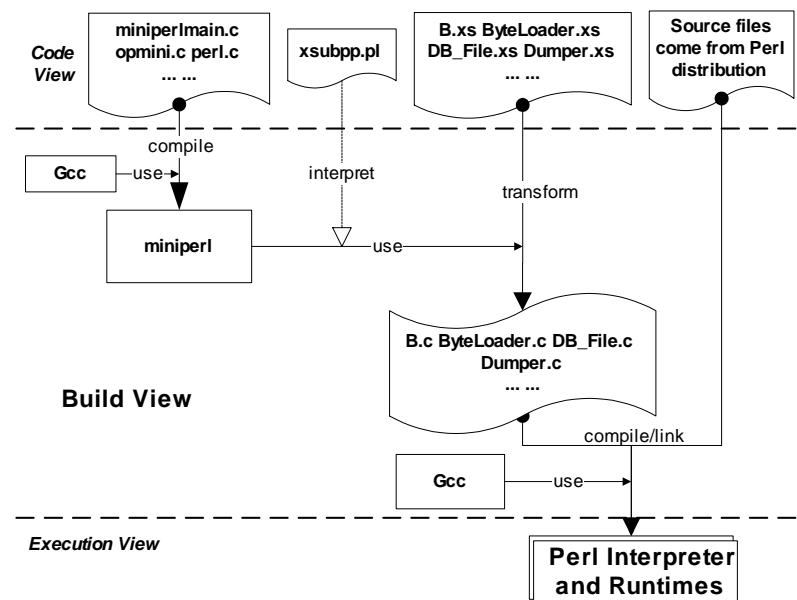 miniperlmain.c
opmini.c perl.c
... ...
xsubpp.pl
B.xs ByteLoader.xs
DB_File.xs Dumper.xs
... ...
Source files
come from Perl
distribution
Code
View
compile
Gcc
use
interpret
transform
miniperl
use
B.c ByteLoader.c DB_File.c
Dumper.c
... ...
Build View
compile/link
Gcc
use
Execution View
Perl Interpreter
and Runtimes